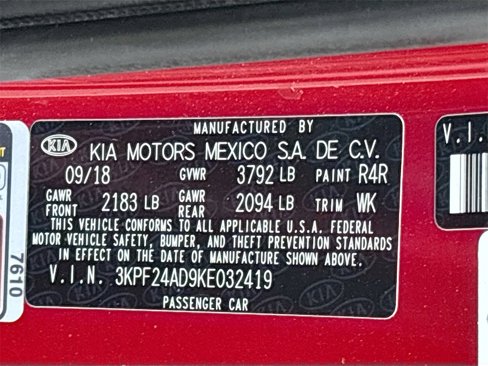 MANUFACTURED BY
KIA KIA MOTORS MEXICO S.A. DE C.V.
09/18 GVWR 3792 LB PAINT R4R
GAWR FRONT 2183 LB GAWR REAR 2094 LB TRIM WK
THIS VEHICLE CONFORMS TO ALL APPLICABLE U.S.A. FEDERAL
MOTOR VEHICLE SAFETY, BUMPER, AND THEFT PREVENTION STANDARDS
IN EFFECT ON THE DATE OF MANUFACTURE SHOWN ABOVE.
V.I.N. 3KPF24AD9KE032419
PASSENGER CAR
7610
V.I.